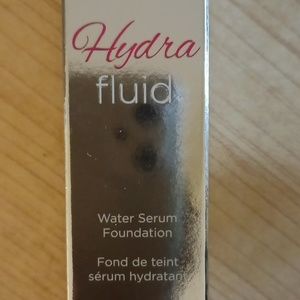 Hydra
fluid
Water Serum
Foundation
Fond de teint
sérum hydratant